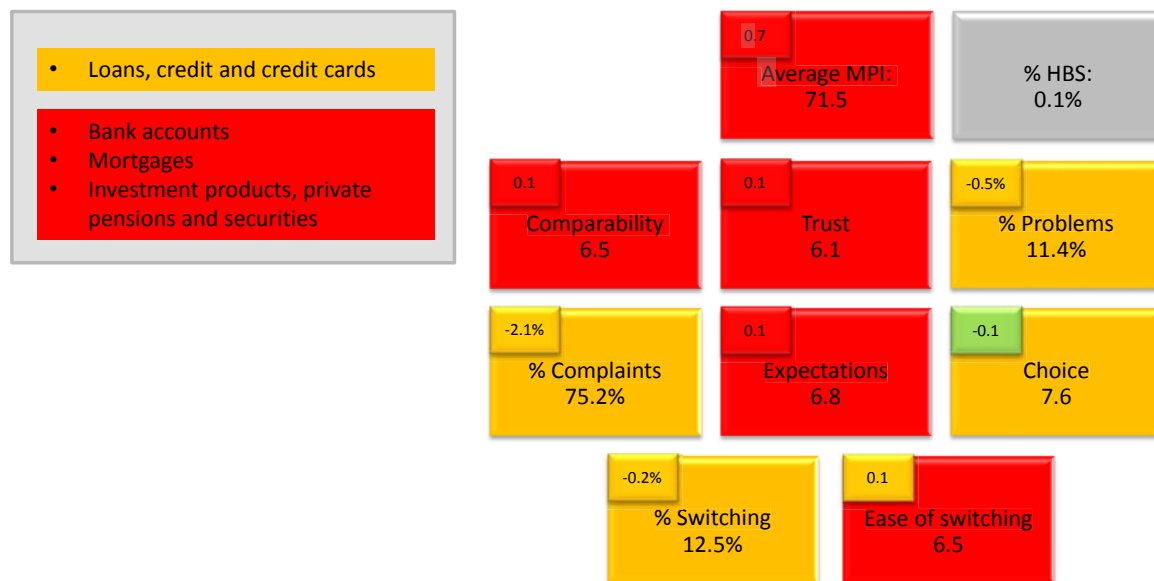 • Loans, credit and credit cards
• Bank accounts
• Mortgages
• Investment products, private
pensions and securities
0.7
Average MPI:
71.5
% HBS:
0.1%
0.1
Comparability
6.5
0.1
Trust
6.1
-0.5%
% Problems
11.4%
-2.1%
% Complaints
75.2%
0.1
Expectations
6.8
-0.1
Choice
7.6
-0.2%
% Switching
12.5%
0.1
Ease of switching
6.5